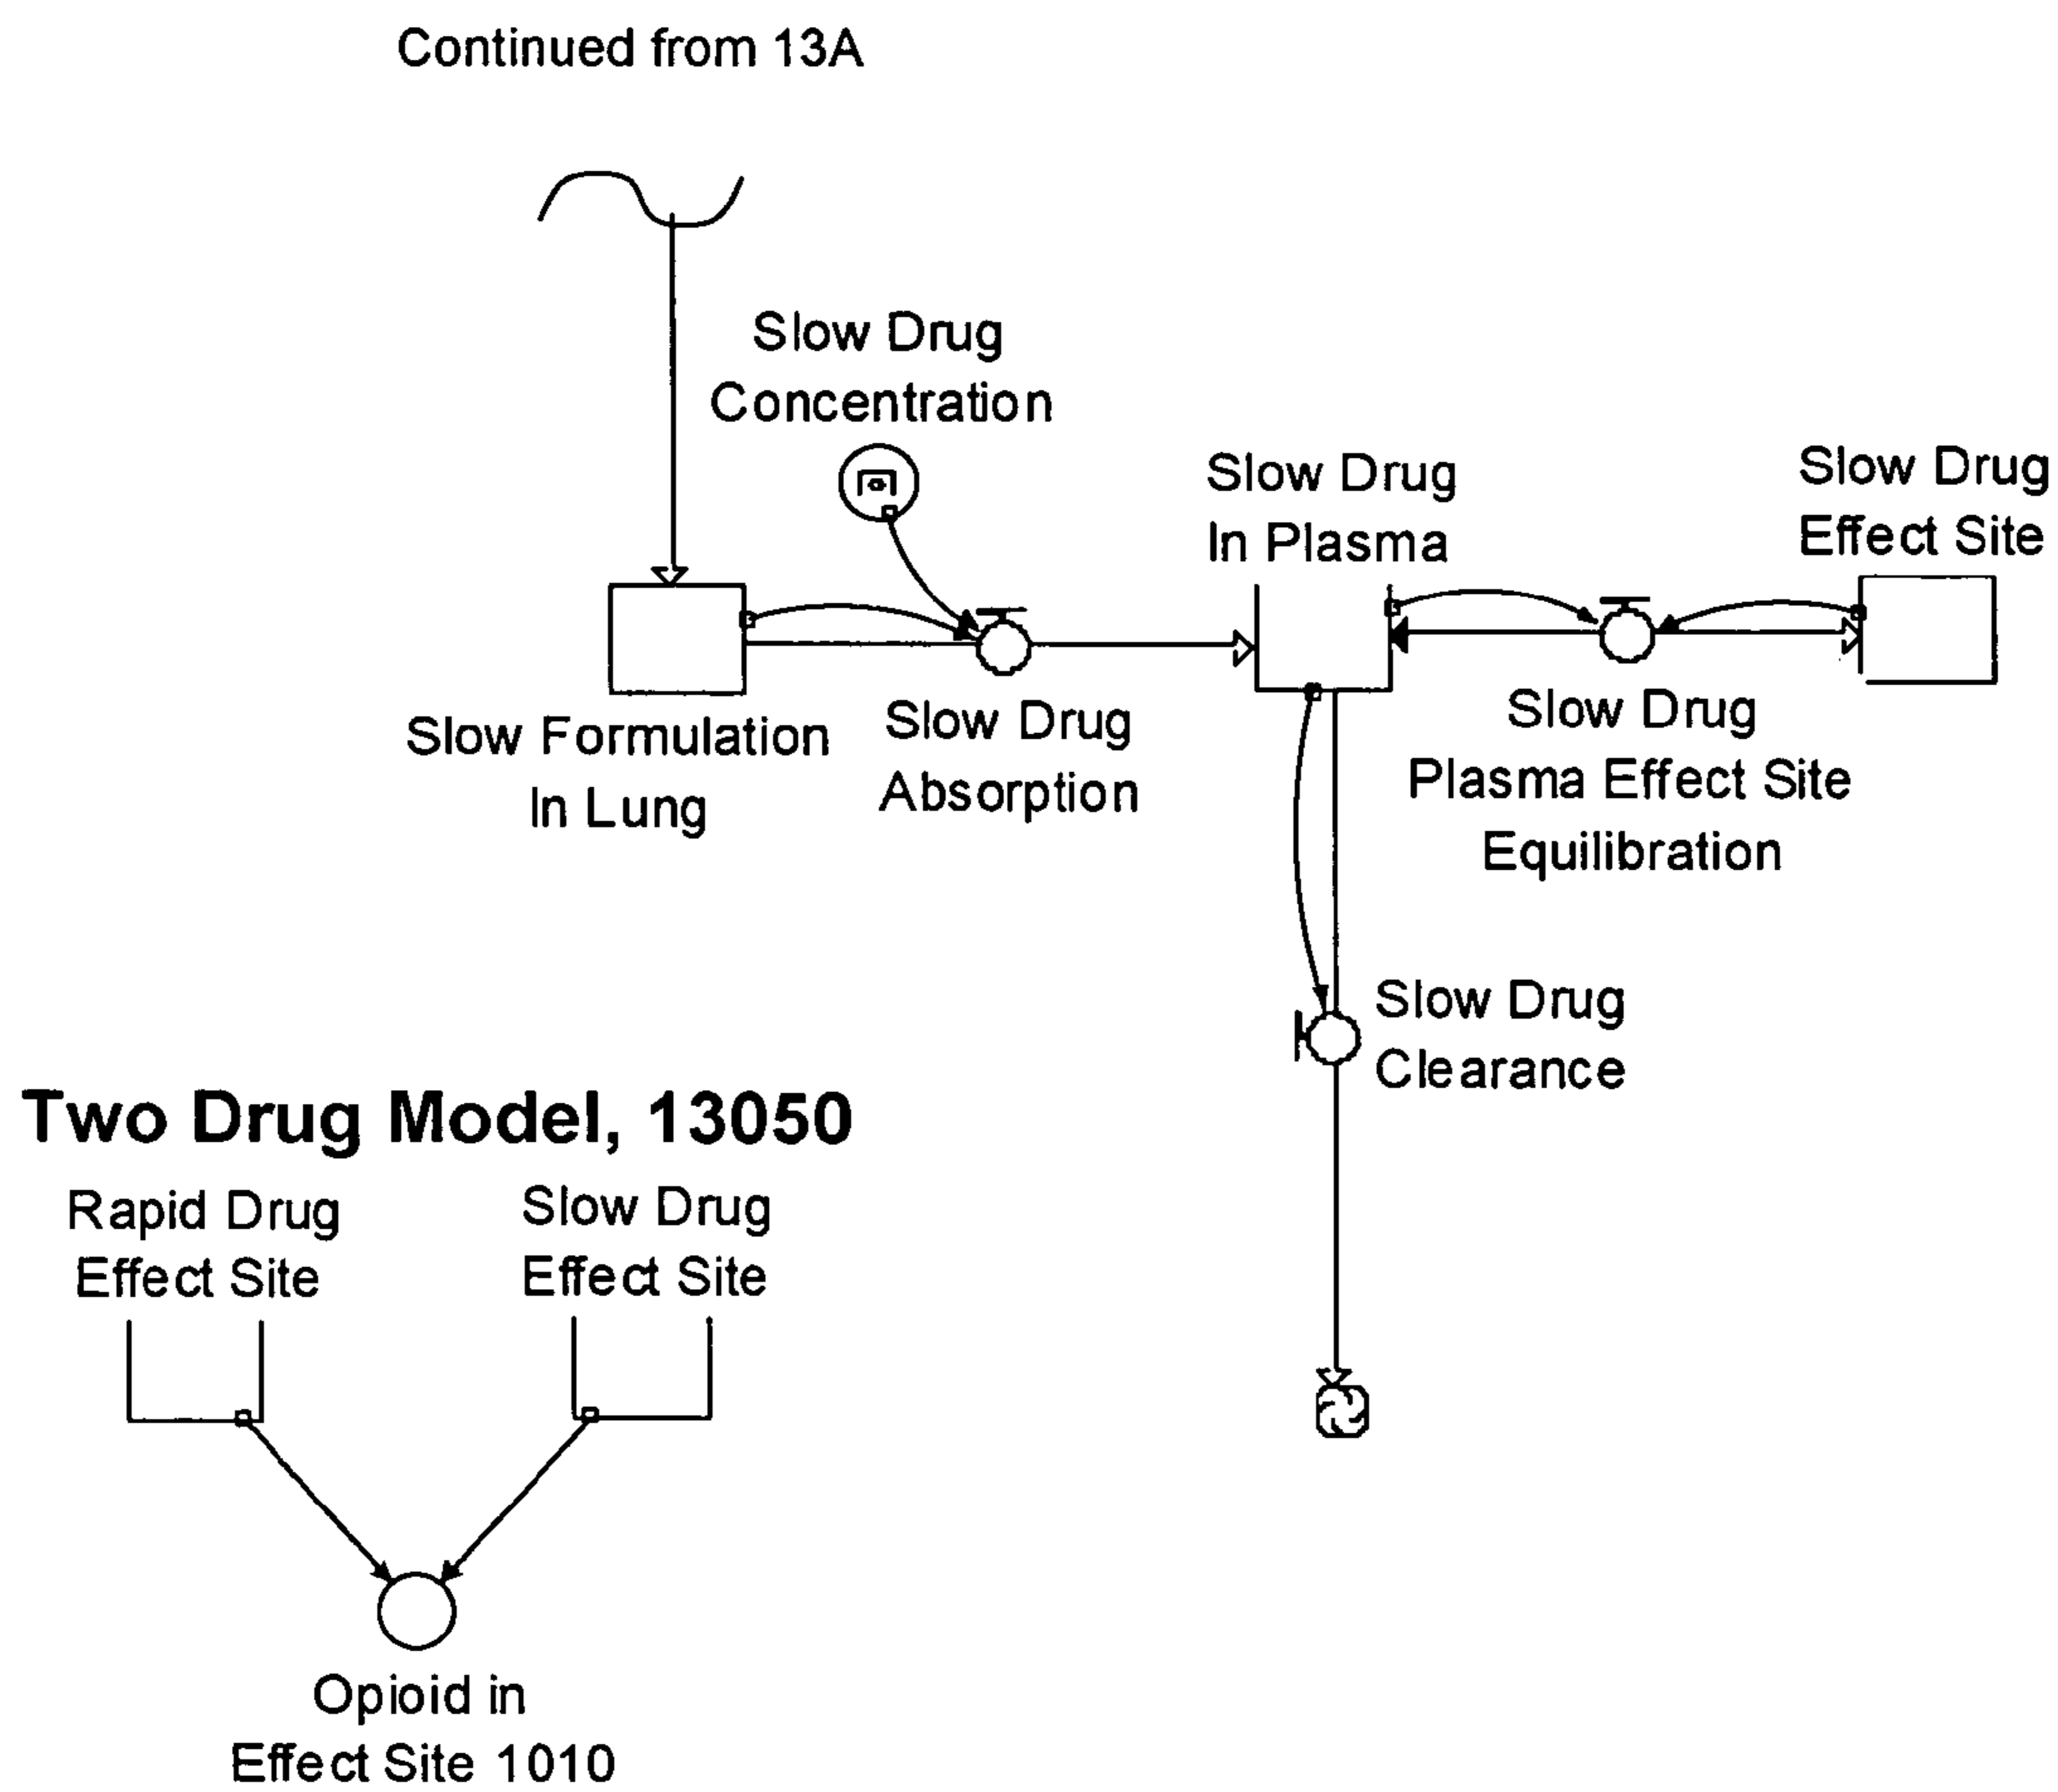 Continued from 13A
Slow Drug
Concentration
Slow Drug
In Plasma
Slow Drug
Effect Site
Slow Formulation
In Lung
Slow Drug
Absorption
Slow Drug
Plasma Effect Site
Equilibration
Slow Drug
Clearance
Two Drug Model, 13050
Rapid Drug
Effect Site
Slow Drug
Effect Site
Opioid in
Effect Site 1010